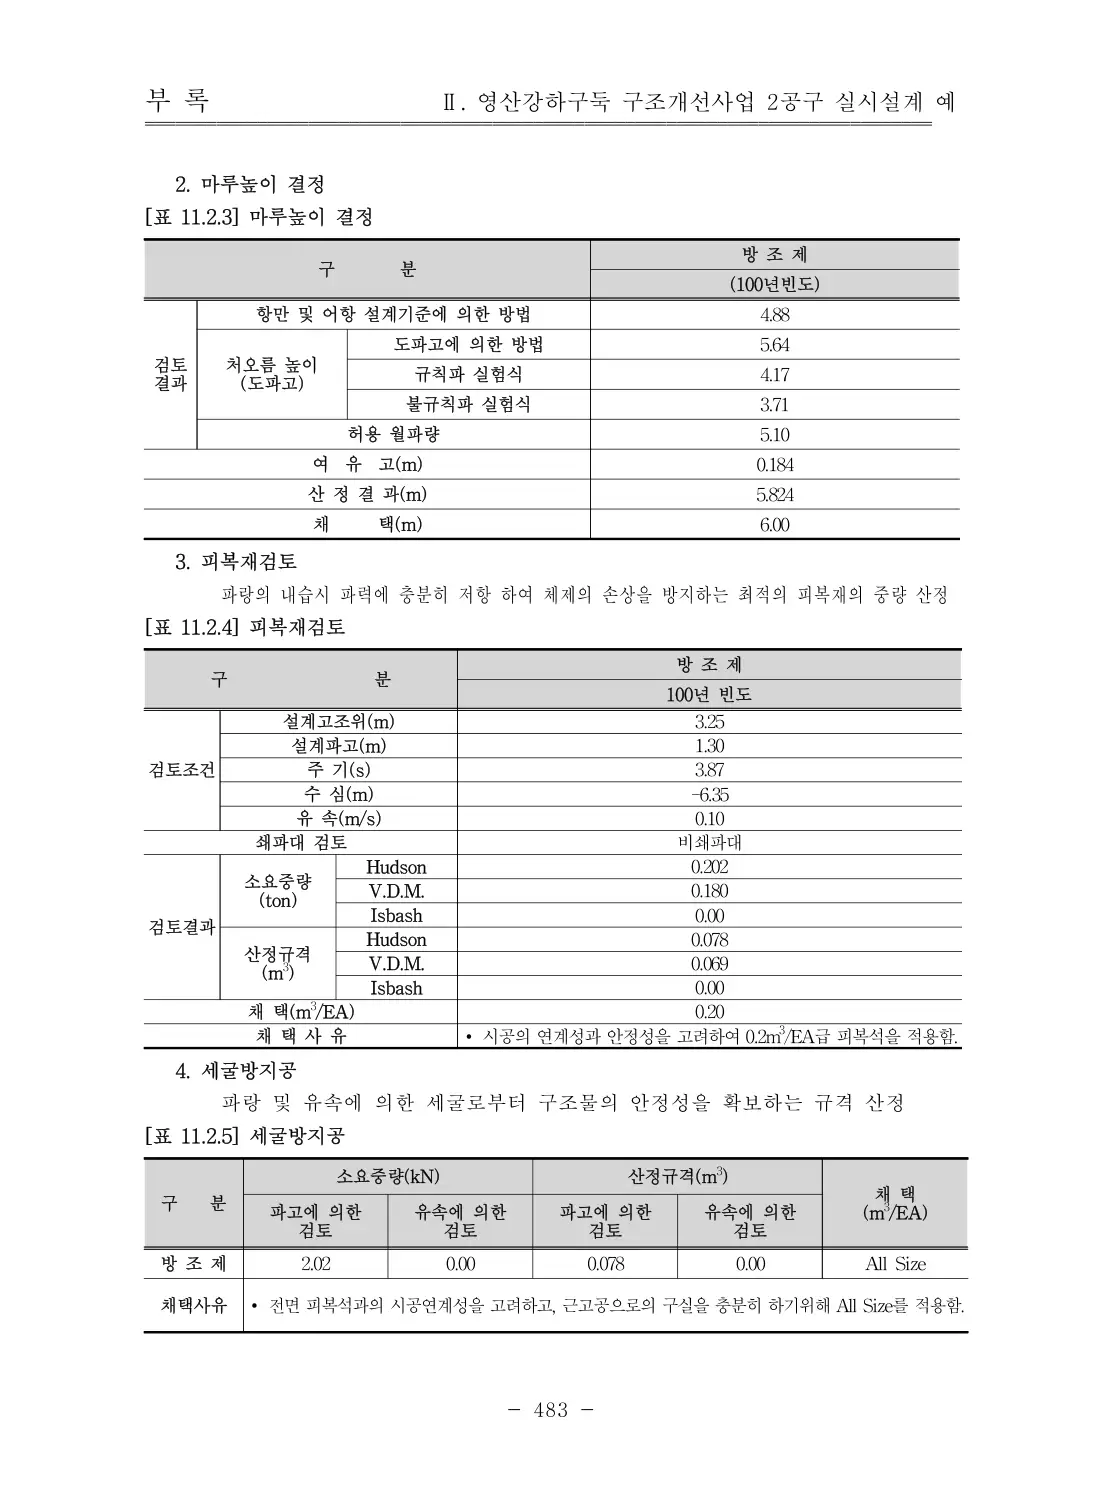 부 록
Ⅱ. 영산강하구둑 구조개선사업 2공구 실시설계 예
2. 마루높이 결정
[표 11.2.3] 마루높이 결정
구 분
방 조 제
(100년빈도)
검토
결과
항만 및 어항 설계기준에 의한 방법
4.88
처오름 높이
(도파고)
도파고에 의한 방법
5.64
규칙파 실험식
4.17
불규칙파 실험식
3.71
허용 월파량
5.10
여 유 고(m)
0.184
산 정 결 과(m)
5.824
채 택(m)
6.00
3. 피복재검토
파랑의 내습시 파력에 충분히 저항 하여 체제의 손상을 방지하는 최적의 피복재의 중량 산정
[표 11.2.4] 피복재검토
구 분
방 조 제
100년 빈도
검토조건
설계고조위(m)
3.25
설계파고(m)
1.30
주 기(s)
3.87
수 심(m)
-6.35
유 속(m/s)
0.10
쇄파대 검토
비쇄파대
검토결과
소요중량
(ton)
Hudson
0.202
V.D.M.
0.180
Isbash
0.00
산정규격
(m³)
Hudson
0.078
V.D.M.
0.069
Isbash
0.00
채 택(m³/EA)
0.20
채 택 사 유
• 시공의 연계성과 안정성을 고려하여 0.2m³/EA급 피복석을 적용함.
4. 세굴방지공
파랑 및 유속에 의한 세굴로부터 구조물의 안정성을 확보하는 규격 산정
[표 11.2.5] 세굴방지공
구 분
소요중량(kN)
산정규격(m³)
채 택
(m³/EA)
파고에 의한
검토
유속에 의한
검토
파고에 의한
검토
유속에 의한
검토
방 조 제
2.02
0.00
0.078
0.00
All Size
채택사유
• 전면 피복석과의 시공연계성을 고려하고, 근고공으로의 구실을 충분히 하기위해 All Size를 적용함.
- 483 -